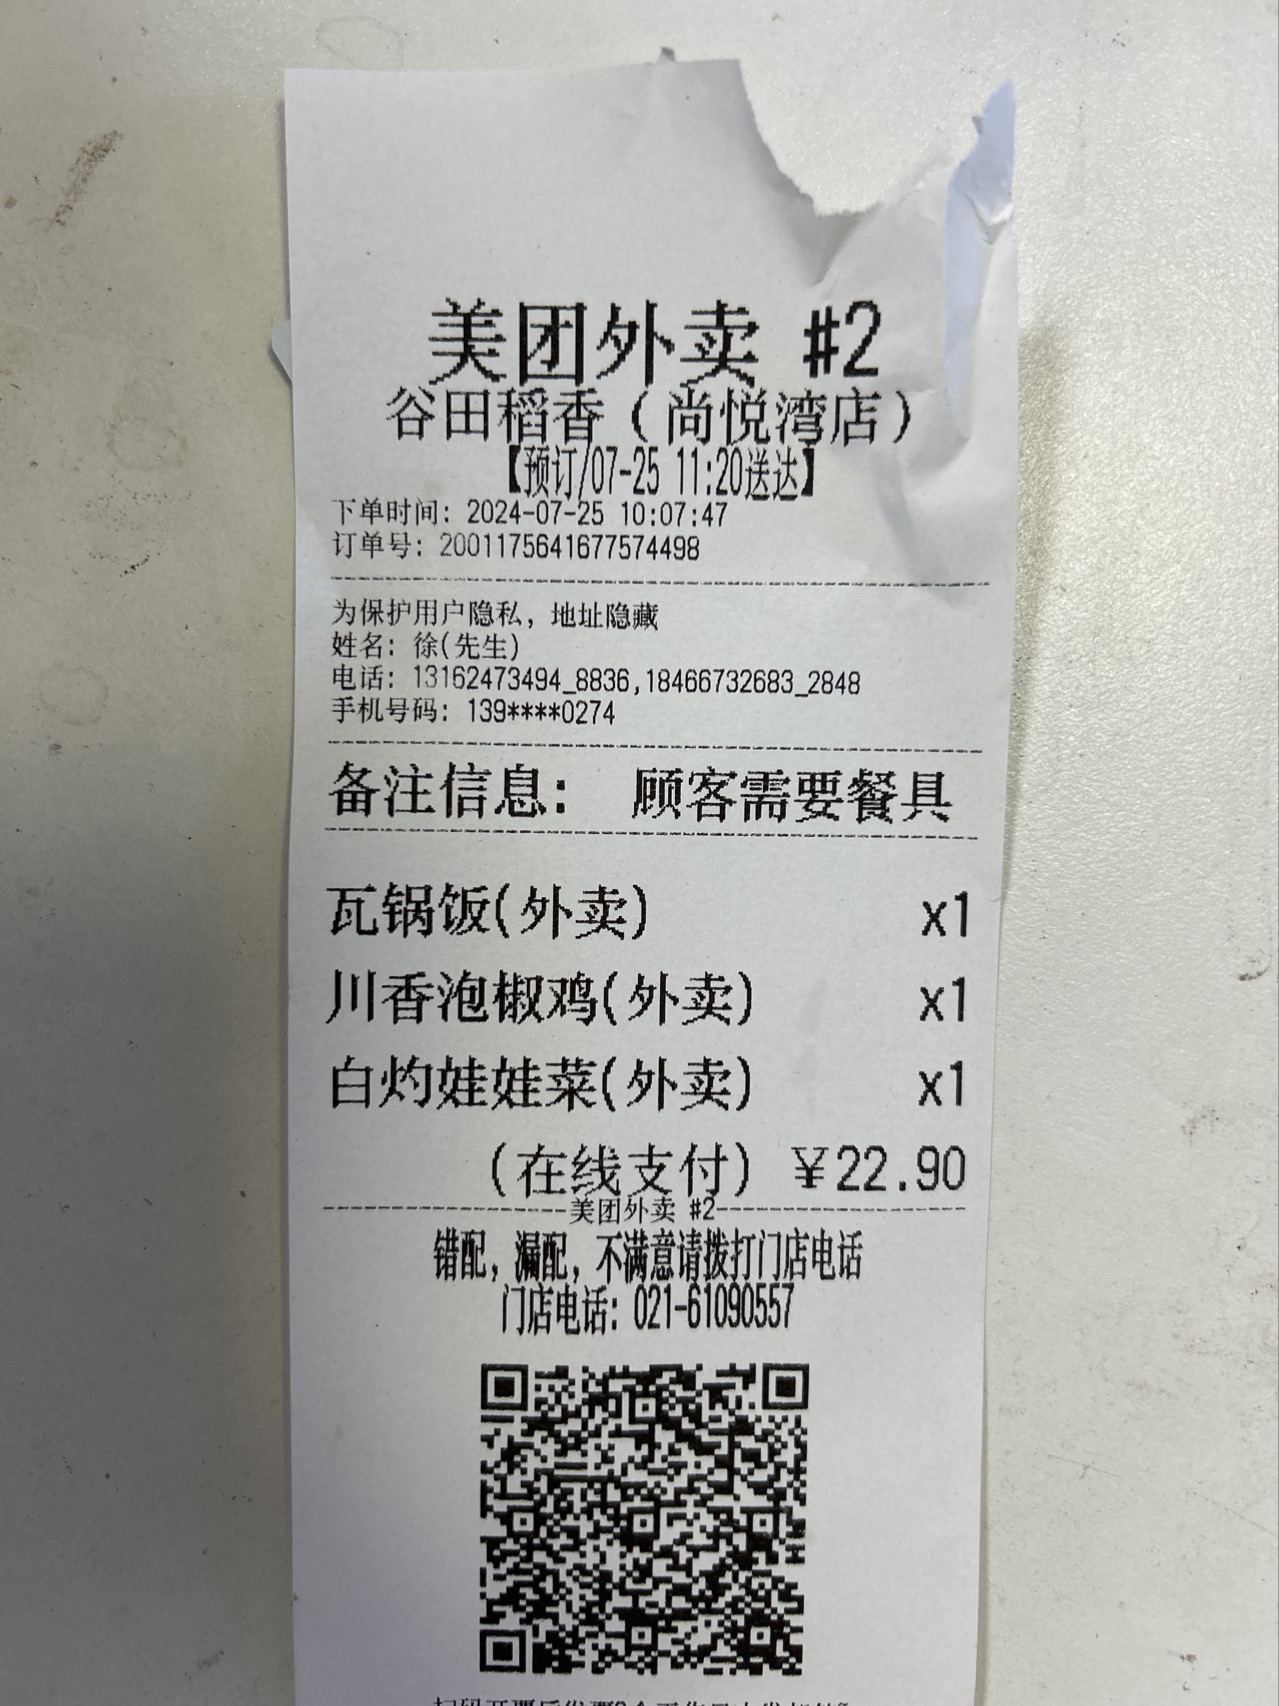 美团外卖 #2
谷田稻香（尚悦湾店）
【预订/07-25 11:20送达】
下单时间: 2024-07-25 10:07:47
订单号: 2001175641677574498
为保护用户隐私，地址隐藏
姓名: 徐(先生)
电话: 13162473494_8836,18466732683_2848
手机号码: 139****0274
备注信息: 顾客需要餐具
瓦锅饭(外卖) x1
川香泡椒鸡(外卖) x1
白灼娃娃菜(外卖) x1
(在线支付) ￥22.90
美团外卖 #2
错配，漏配，不满意请拨打门店电话
门店电话: 021-61090557